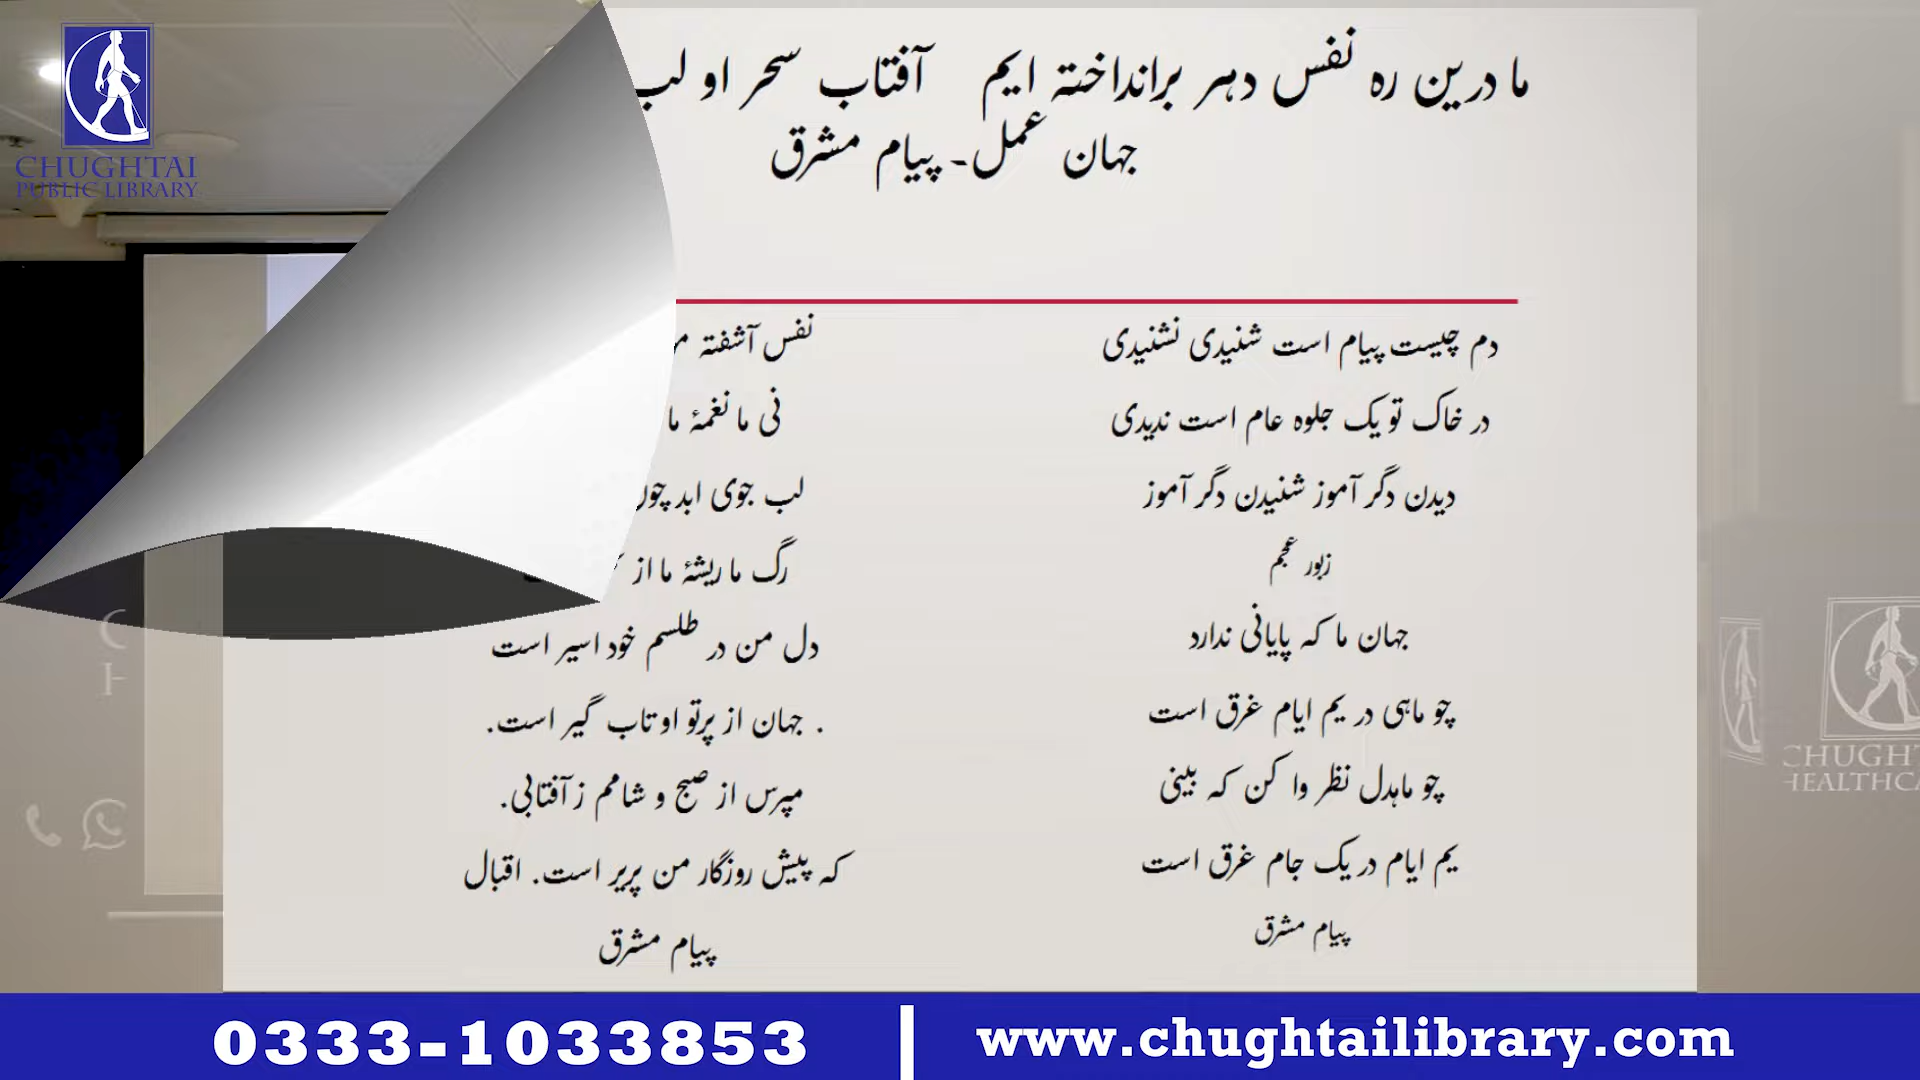 ما درین ره نفس دہر برانداختہ ایم آفتاب سحر او لب
جہان عمل۔ پیام مشرق
دم چیست پیام است شنیدی نشنیدی
در خاک تو یک جلوہ عام است ندیدی
دیدن دگر آموز شنیدن دگر آموز
زبور عجم
جہان ما کہ پایانی ندارد
چو ماہی در یم ایام غرق است
چو ماہدل نظر وا کن کہ بینی
یم ایام در یک جام غرق است
پیام مشرق
نفس آشفتہ
نی ما نغمۂ ما
لب جوی ابد چون
رگ ما ریشۂ ما از
دل من در طلسم خود اسیر است
. جہان از پرتو او تاب گیر است.
مپرس از صبح و شامم ز آفتابی.
کہ پیش روزگار من پریر است. اقبال
پیام مشرق
CHUGHTAI
PUBLIC LIBRARY
0333-1033853
www.chughtailibrary.com